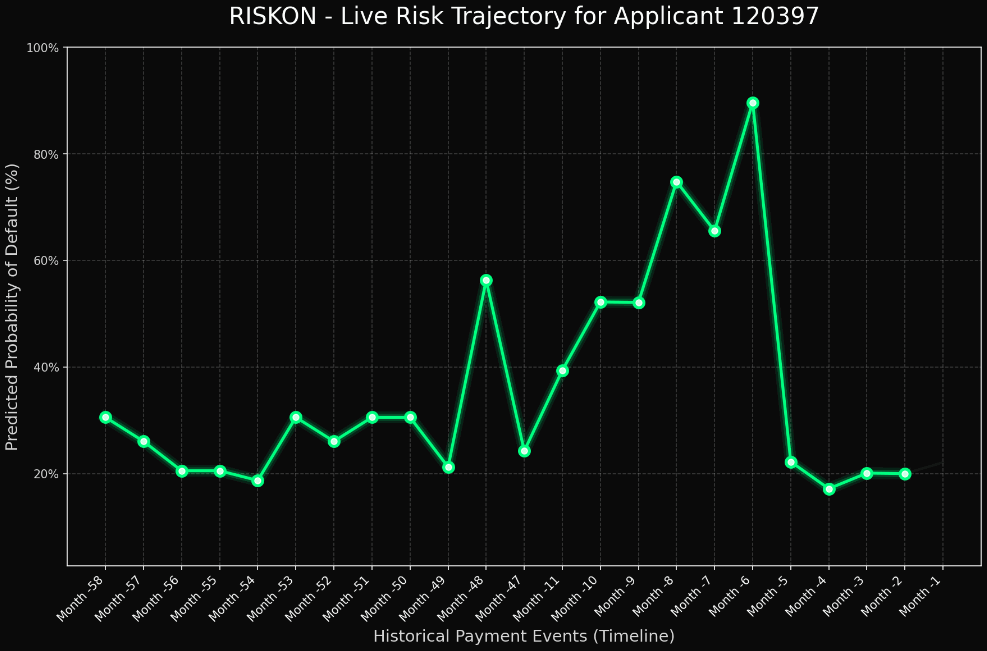 RISKON - Live Risk Trajectory for Applicant 120397
Predicted Probability of Default (%)
100%
80%
60%
40%
20%
Month -58
Month -57
Month -56
Month -55
Month -54
Month -53
Month -52
Month -51
Month -50
Month -49
Month -48
Month -47
Month -11
Month -10
Month -9
Month -8
Month -7
Month -6
Month -5
Month -4
Month -3
Month -2
Month -1
Historical Payment Events (Timeline)